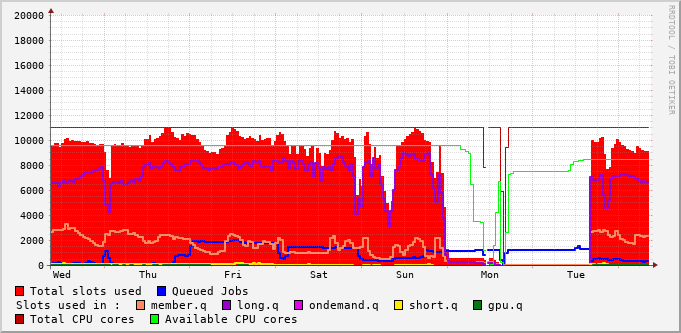 20000
18000
16000
14000
12000
10000
8000
6000
4000
2000
0
Wed Thu Fri Sat Sun Mon Tue
RRDTOOL / TOBI OETIKER
Total slots used Queued Jobs
Slots used in : member.q long.q ondemand.q short.q gpu.q
Total CPU cores Available CPU cores